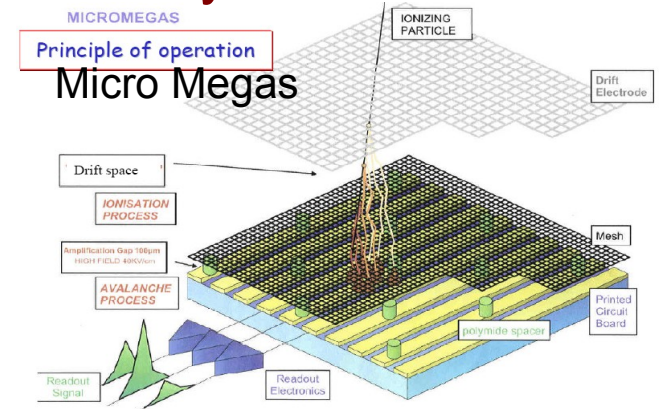 MICROMEGAS
Principle of operation
Micro Megas
IONIZING
PARTICLE
Drift
Electrode
Drift space
IONISATION
PROCESS
Mesh
Amplification Gap 100µm
HIGH FIELD 40KV/cm
AVALANCHE
PROCESS
Printed
Circuit
Board
polymide spacer
Readout
Signal
Readout
Electronics